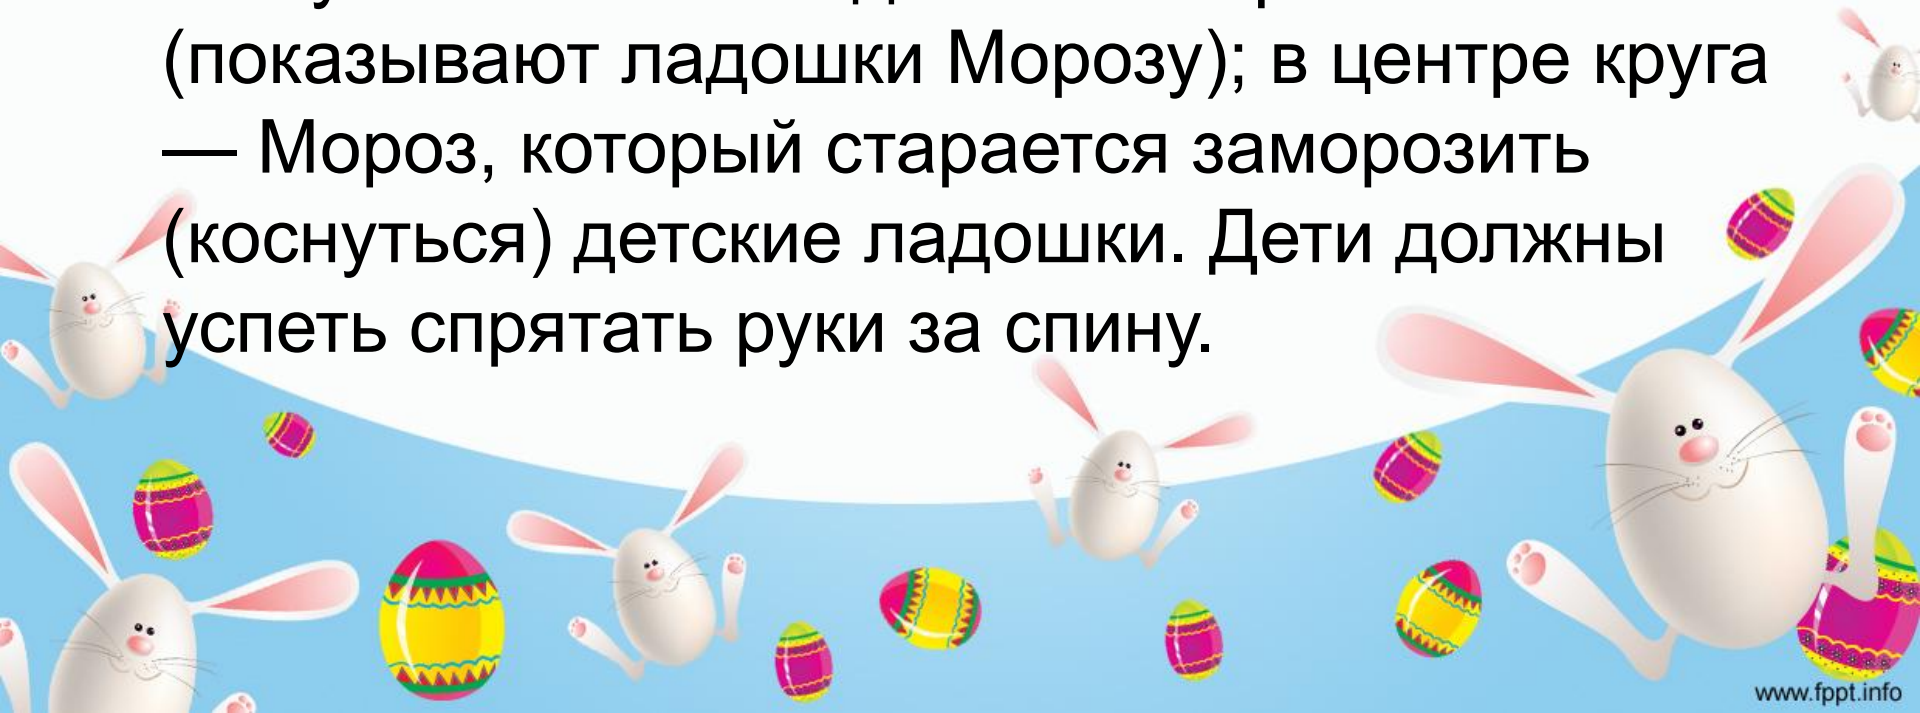 (показывают ладошки Морозу); в центре круга
— Мороз, который старается заморозить
(коснуться) детские ладошки. Дети должны
успеть спрятать руки за спину.
www.fppt.info